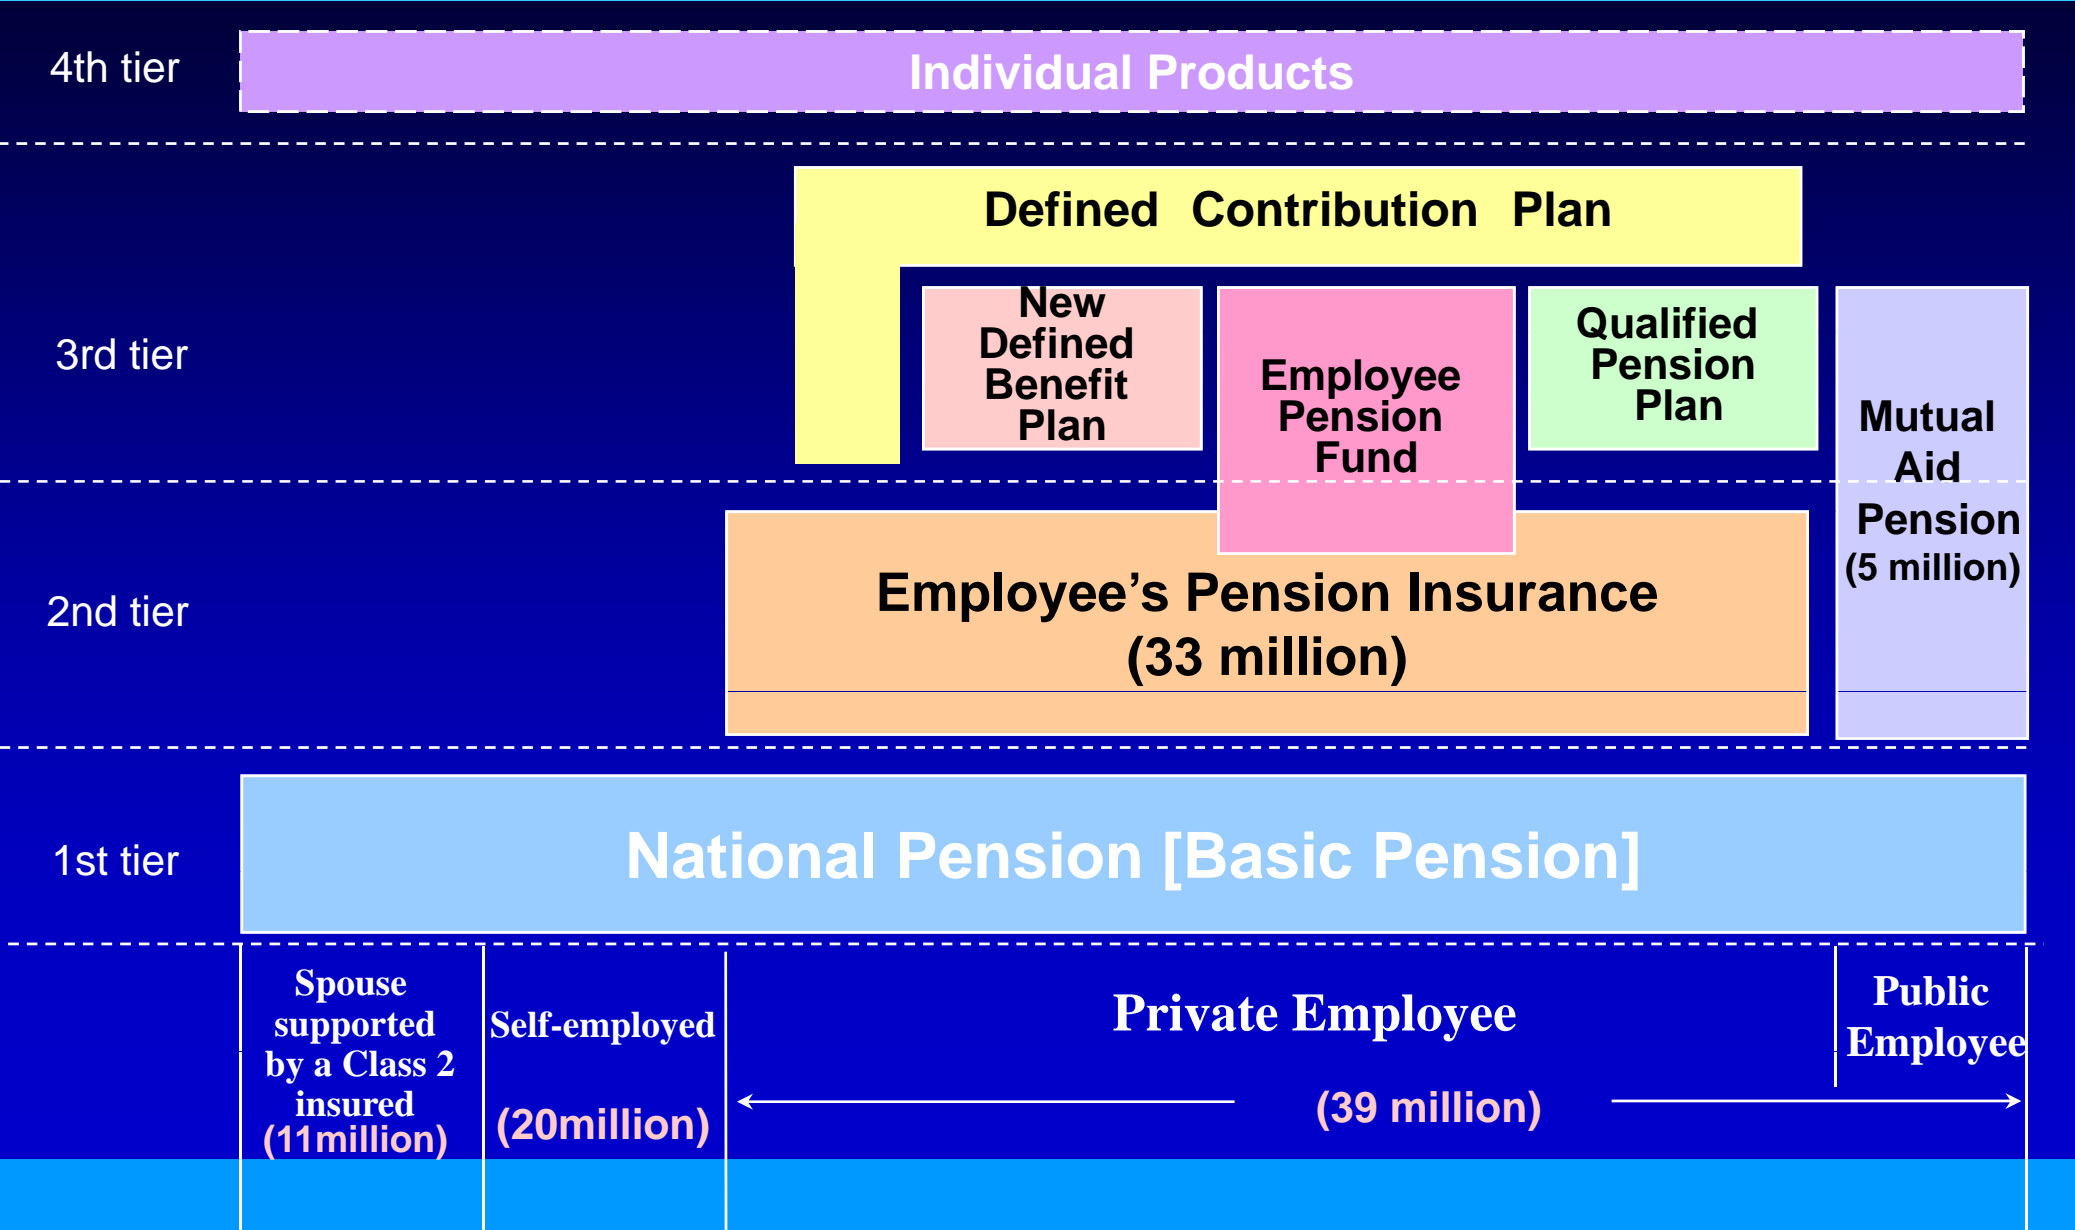 4th tier
Individual Products
Defined Contribution Plan
3rd tier
New
Defined
Benefit
Plan
Employee
Pension
Fund
Qualified
Pension
Plan
Mutual
Aid
Pension
(5 million)
2nd tier
Employee’s Pension Insurance
(33 million)
1st tier
National Pension [Basic Pension]
Spouse
supported
by a Class 2
insured
(11million)
Self-employed
(20million)
Private Employee
(39 million)
Public
Employee